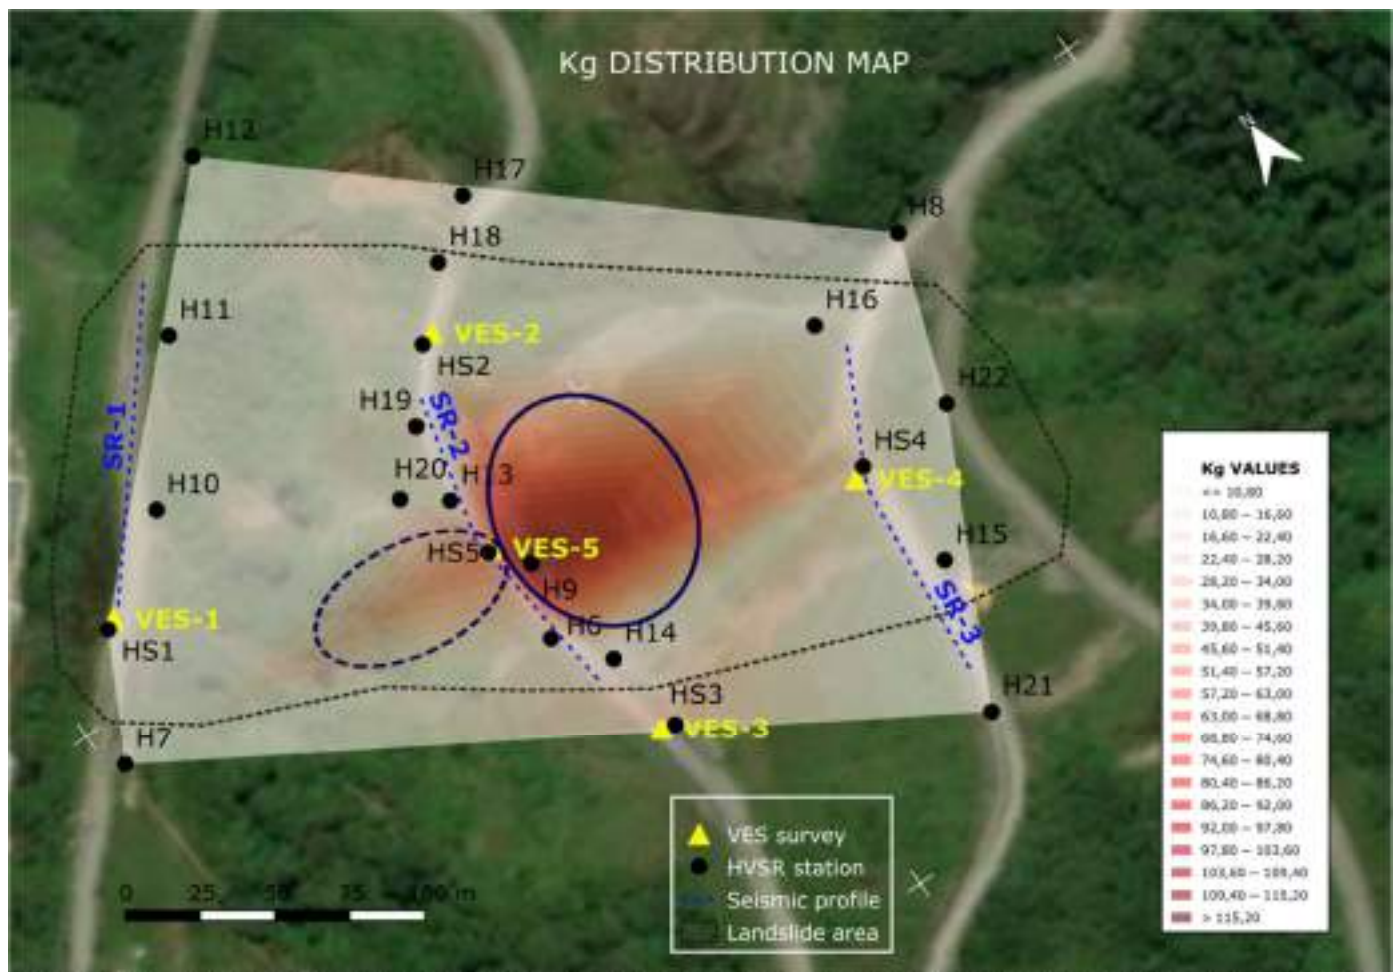 Kg DISTRIBUTION MAP
N
H12
H17
H8
H18
H16
H11
VES-2
HS2
H22
SR-1
H19
SR-2
HS4
VES-4
H20
H13
H10
HS5
VES-5
H15
H9
SR-3
VES-1
HS1
H6
H14
HS3
H21
VES-3
H7
Kg VALUES
<= 10,80
10,80 – 16,60
16,60 – 22,40
22,40 – 28,20
28,20 – 34,00
34,00 – 39,80
39,80 – 45,60
45,60 – 51,40
51,40 – 57,20
57,20 – 63,00
63,00 – 68,80
68,80 – 74,60
74,60 – 80,40
80,40 – 86,20
86,20 – 92,00
92,00 – 97,80
97,80 – 103,60
103,60 – 109,40
109,40 – 115,20
> 115,20
VES survey
HVSR station
Seismic profile
Landslide area
0 25 50 75 100 m